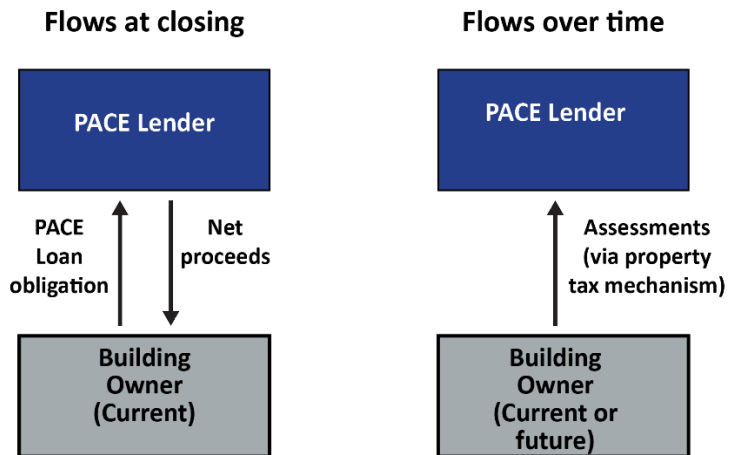 Flows at closing
PACE Lender
PACE
Loan
obligation
Net
proceeds
Building
Owner
(Current)
Flows over time
PACE Lender
Assessments
(via property
tax mechanism)
Building
Owner
(Current or
future)